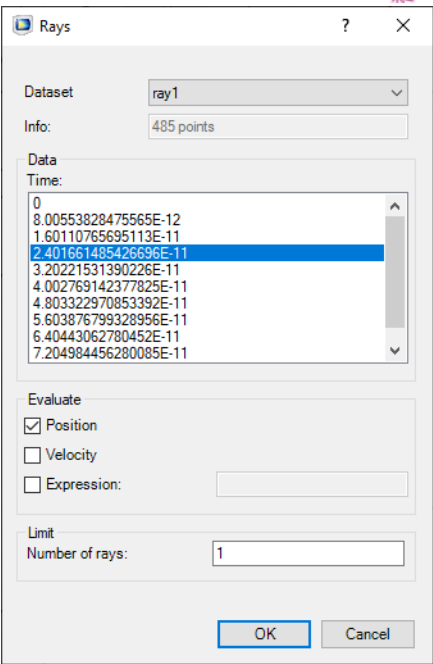 Rays
Dataset ray1
Info: 485 points
Data
Time:
0
8.00553828475565E-12
1.60110765695113E-11
2.401661485426696E-11
3.20221531390226E-11
4.002769142377825E-11
4.803322970853392E-11
5.603876799328956E-11
6.40443062780452E-11
7.204984456280085E-11
Evaluate
Position
Velocity
Expression:
Limit
Number of rays: 1
OK Cancel